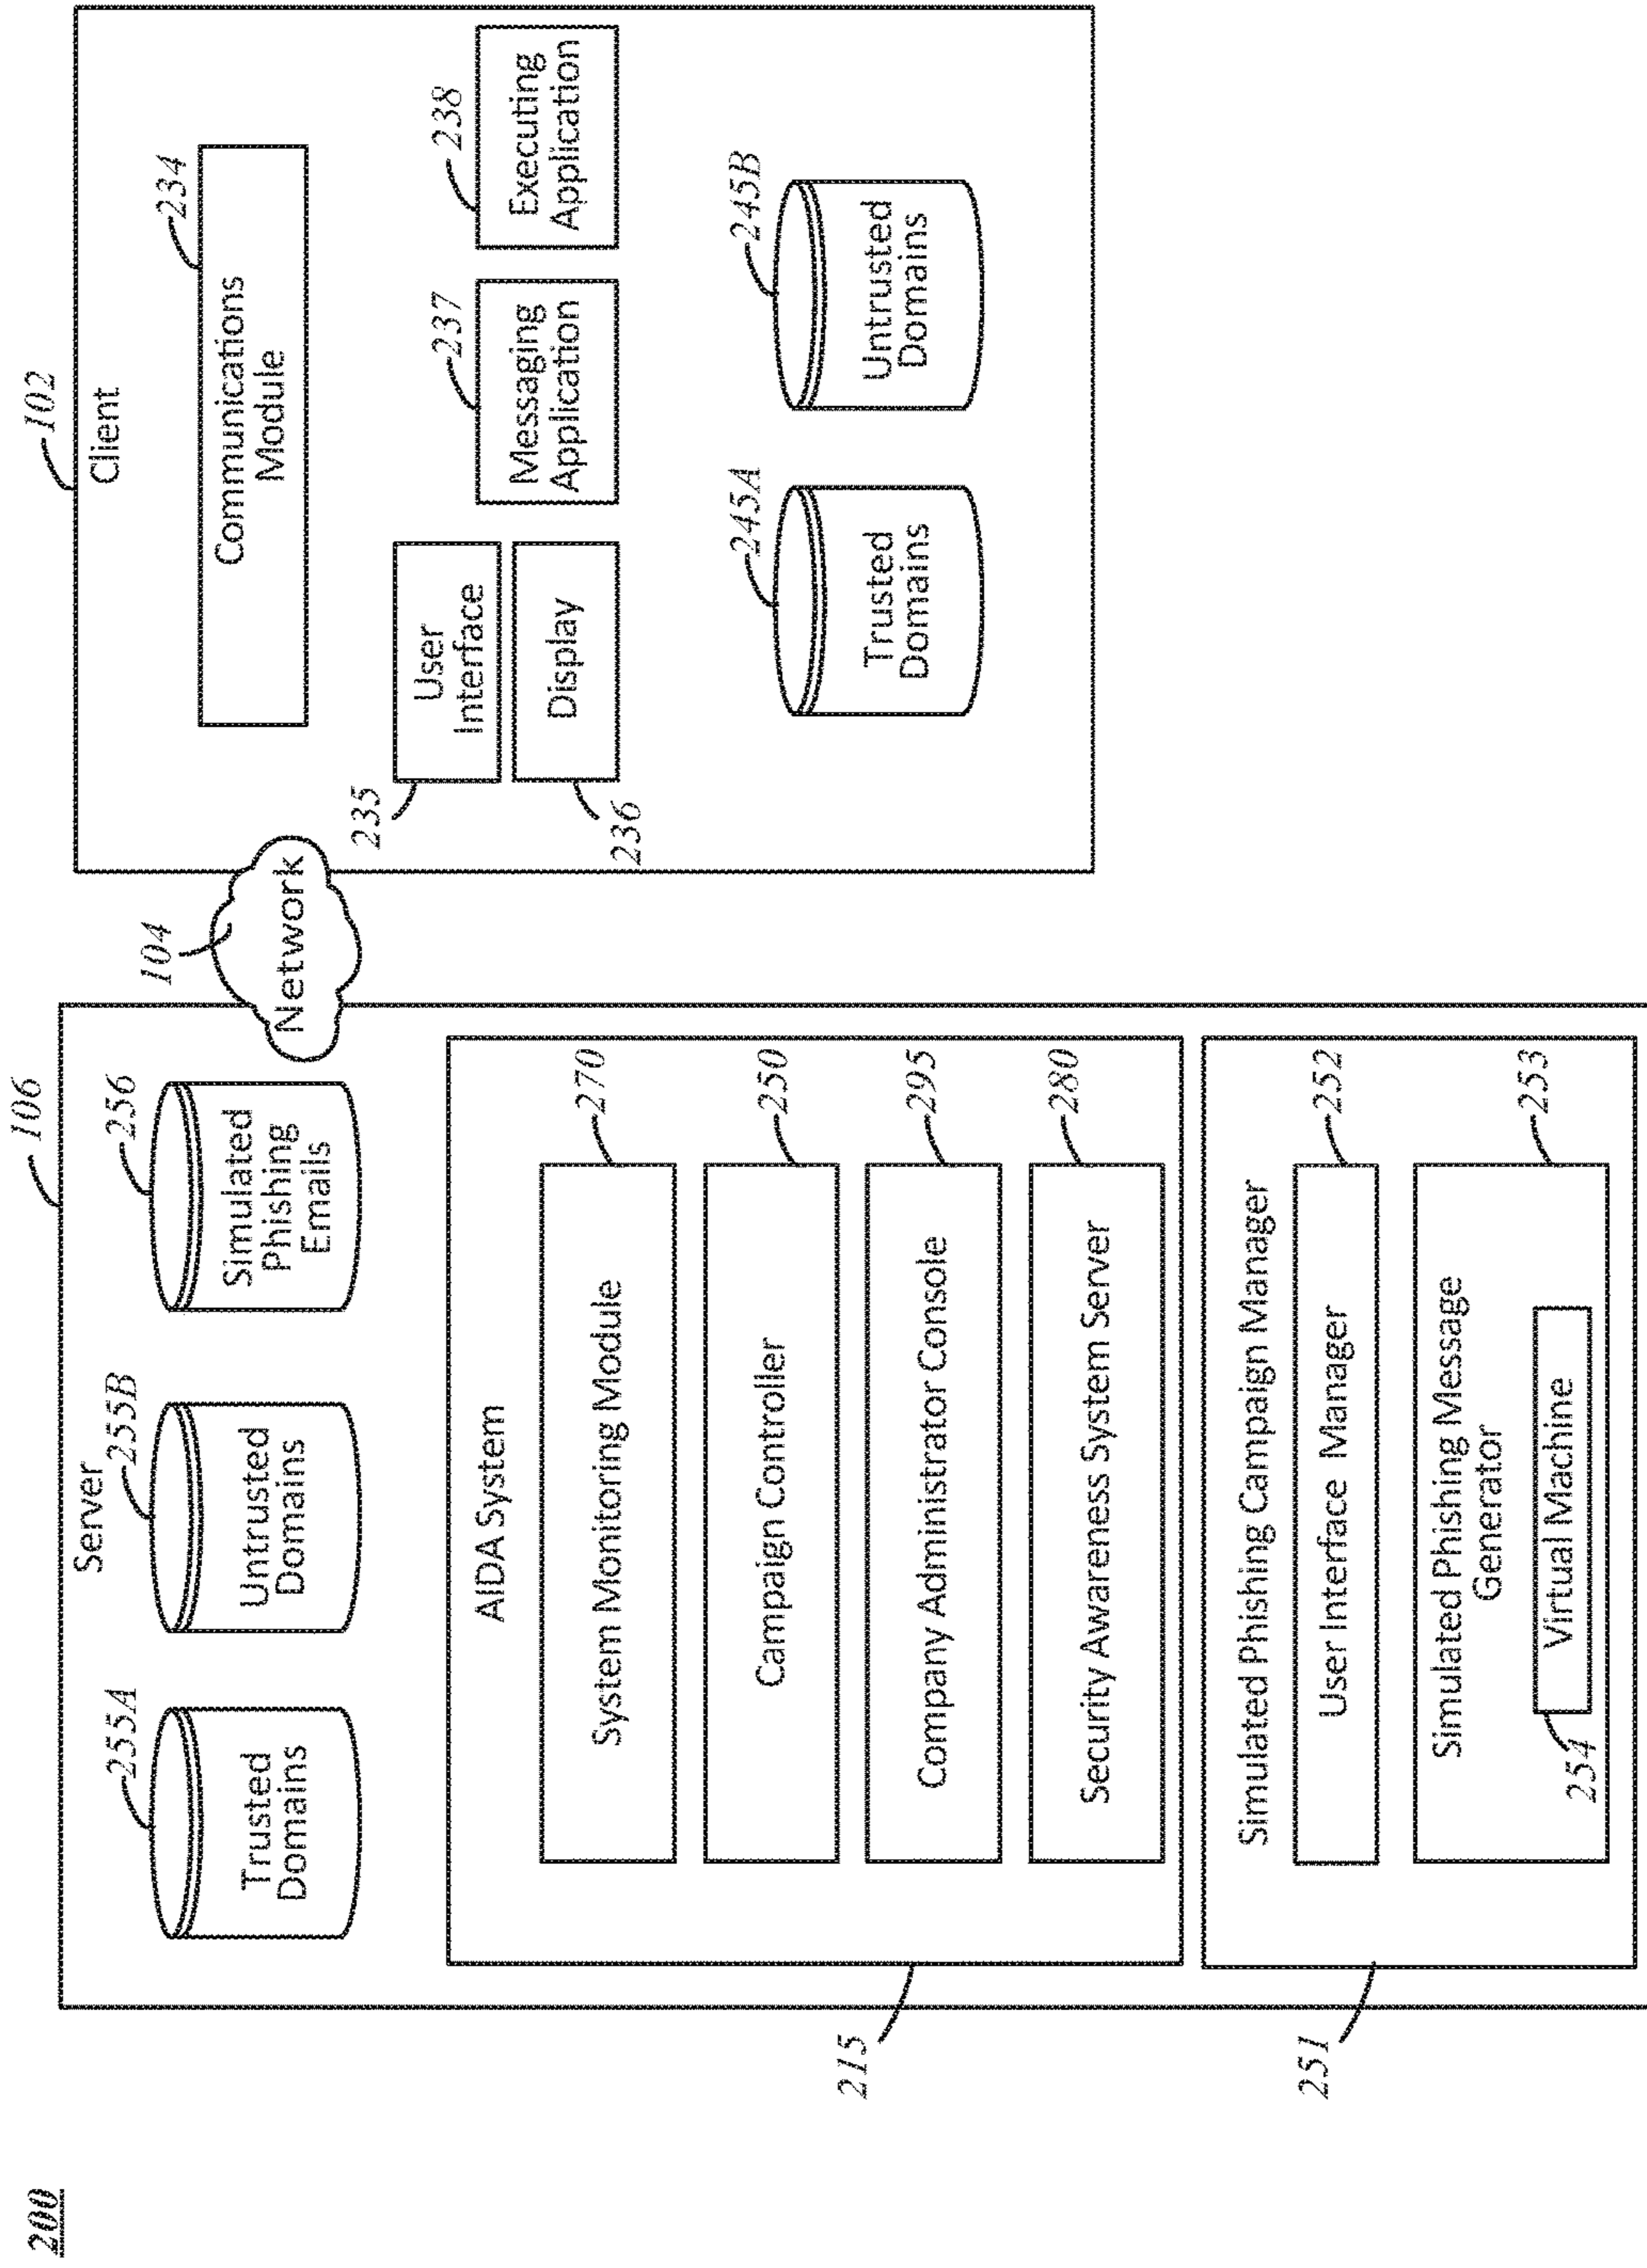 200
106
Server
255A
Trusted
Domains
255B
Untrusted
Domains
256
Simulated
Phishing
Emails
AIDA System
System Monitoring Module
270
Campaign Controller
250
Company Administrator Console
295
Security Awareness System Server
280
215
Simulated Phishing Campaign Manager
User Interface Manager
252
Simulated Phishing Message
Generator
253
Virtual Machine
254
251
104
Network
102
Client
Communications
Module
234
235
User
Interface
Display
236
237
Messaging
Application
238
Executing
Application
245A
Trusted
Domains
245B
Untrusted
Domains